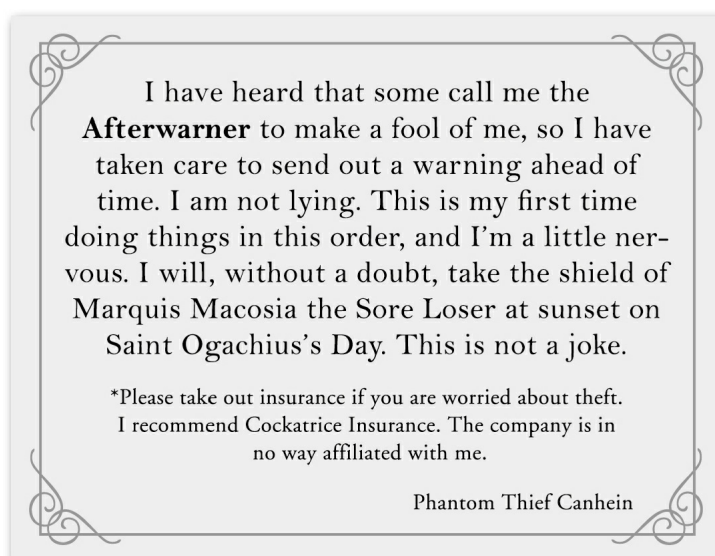 I have heard that some call me the
Afterwarner to make a fool of me, so I have
taken care to send out a warning ahead of
time. I am not lying. This is my first time
doing things in this order, and I’m a little ner-
vous. I will, without a doubt, take the shield of
Marquis Macosia the Sore Loser at sunset on
Saint Ogachius’s Day. This is not a joke.
*Please take out insurance if you are worried about theft.
I recommend Cockatrice Insurance. The company is in
no way affiliated with me.
Phantom Thief Canhein